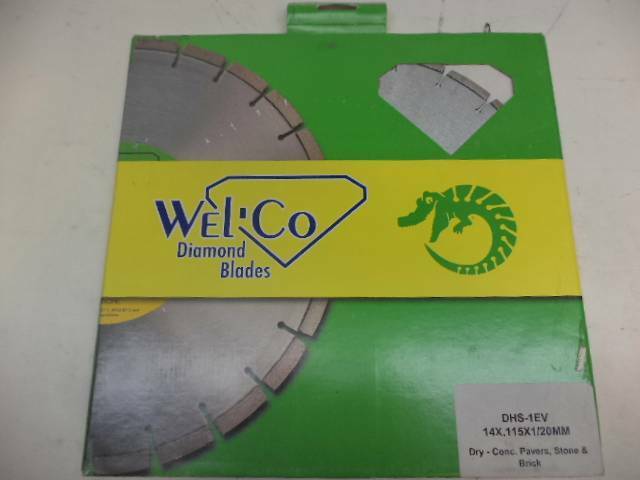 WEL·CO
Diamond
Blades
DHS-1EV
14X.115X1/20MM
Dry - Conc. Pavers, Stone &
Brick